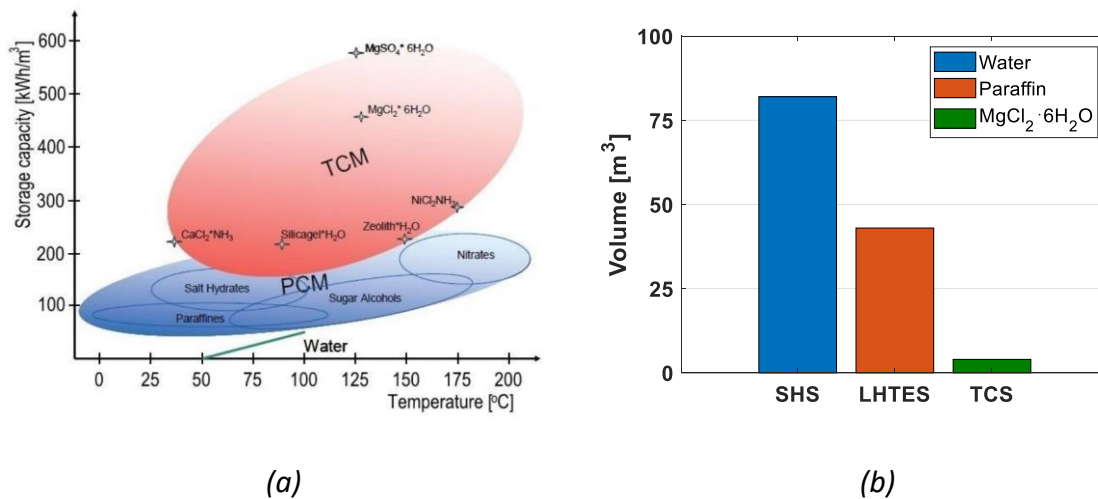 Storage capacity [kWh/m³]
600
500
400
300
200
100
MgSO₄* 6H₂O
MgCl₂* 6H₂O
TCM
NiCl₂NH₃
CaCl₂*NH₃
Silicagel*H₂O
Zeolith*H₂O
Nitrates
PCM
Salt Hydrates
Sugar Alcohols
Paraffines
Water
0 25 50 75 100 125 150 175 200
Temperature [°C]
(a)
Volume [m³]
100
75
50
25
0
Water
Paraffin
MgCl₂·6H₂O
SHS LHTES TCS
(b)